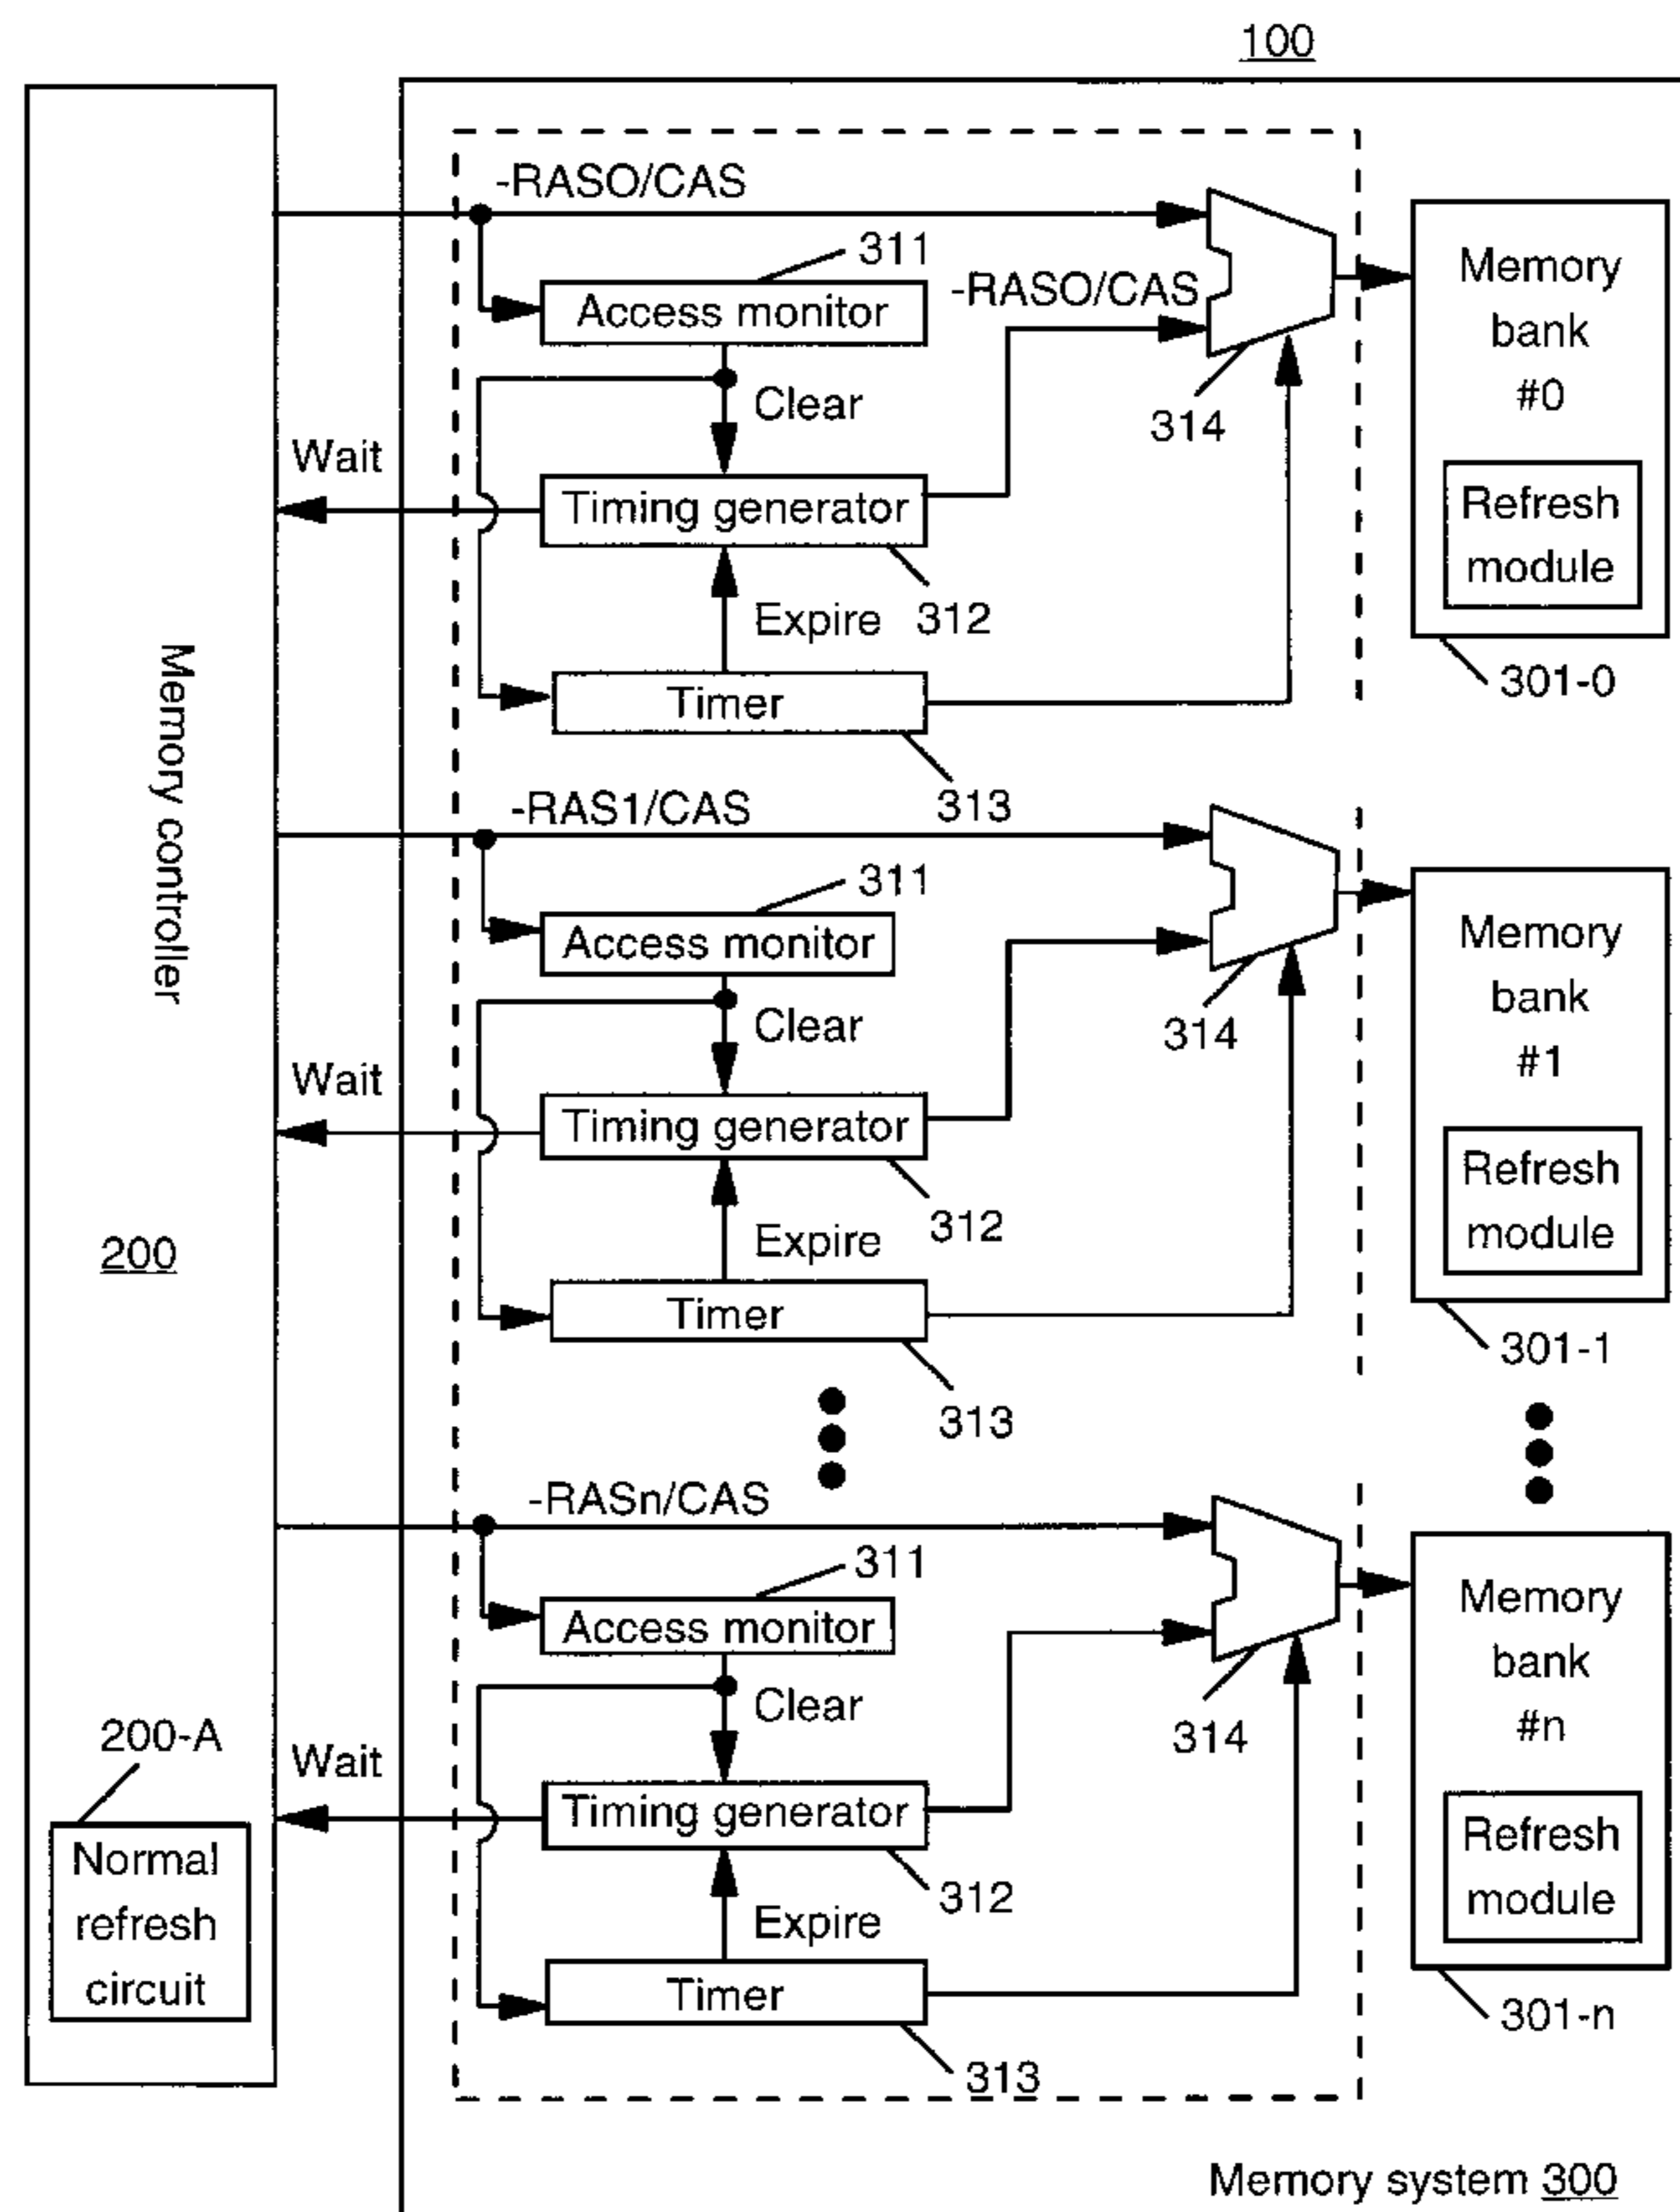 100
-RASO/CAS
311
Access monitor
-RASO/CAS
Clear
314
Wait
Timing generator
Expire
312
Timer
313
Memory
bank
#0
Refresh
module
301-0
Memory controller
200
-RAS1/CAS
311
Access monitor
Clear
314
Wait
Timing generator
312
Expire
Timer
313
Memory
bank
#1
Refresh
module
301-1
-RASn/CAS
311
Access monitor
Clear
314
Wait
Timing generator
312
Expire
Timer
313
Memory
bank
#n
Refresh
module
301-n
200-A
Normal
refresh
circuit
Memory system 300